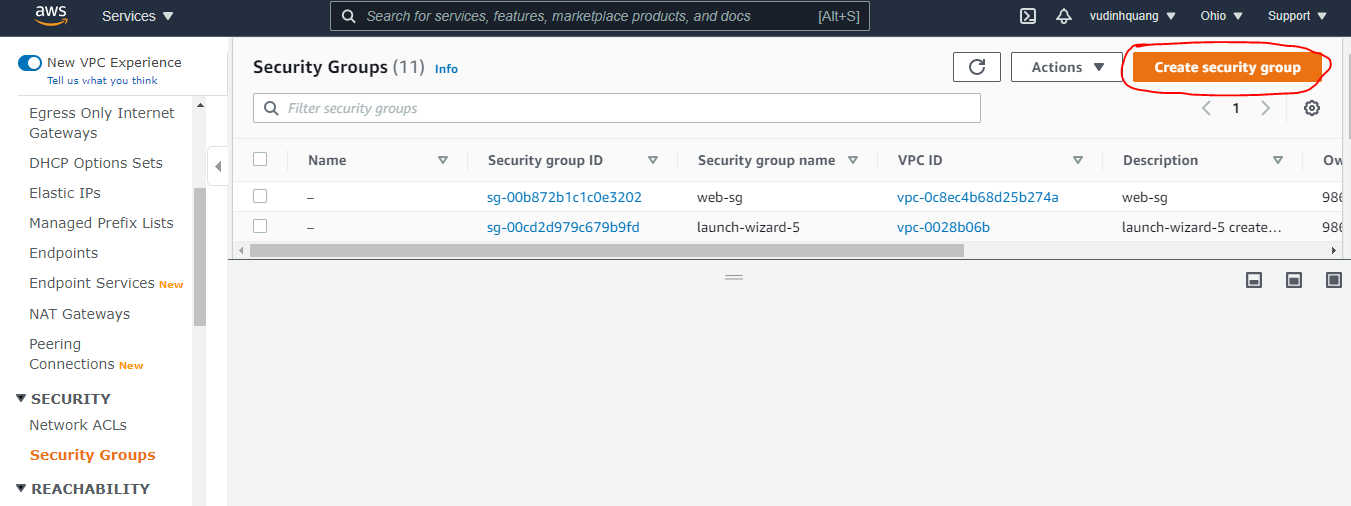 aws Services Search for services, features, marketplace products, and docs [Alt+S] vudinhquang Ohio Support
New VPC Experience
Tell us what you think
Egress Only Internet
Gateways
DHCP Options Sets
Elastic IPs
Managed Prefix Lists
Endpoints
Endpoint Services New
NAT Gateways
Peering
Connections New
SECURITY
Network ACLs
Security Groups
REACHABILITY
Security Groups (11) Info Actions Create security group
Filter security groups 1
Name Security group ID Security group name VPC ID Description Ow
– sg-00b872b1c1c0e3202 web-sg vpc-0c8ec4b68d25b274a web-sg 986
– sg-00cd2d979c679b9fd launch-wizard-5 vpc-0028b06b launch-wizard-5 create... 986